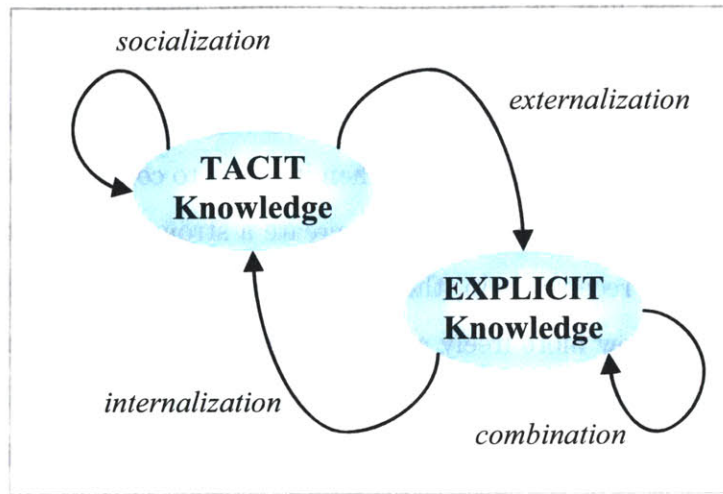 socialization
externalization
TACIT
Knowledge
EXPLICIT
Knowledge
internalization
combination